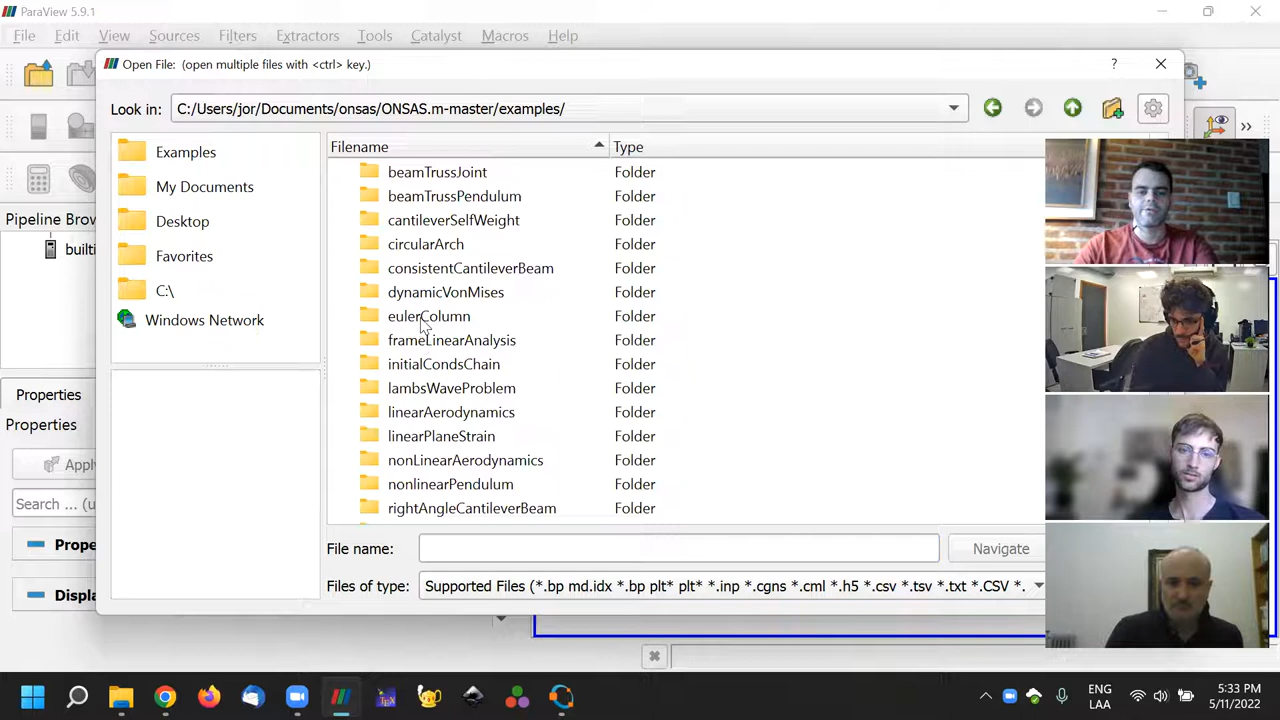 ParaView 5.9.1
File Edit View Sources Filters Extractors Tools Catalyst Macros Help
Open File: (open multiple files with <ctrl> key.)
?
Look in: C:/Users/jor/Documents/onsas/ONSAS.m-master/examples/
Examples
My Documents
Desktop
Favorites
C:\
Windows Network
Filename Type
beamTrussJoint Folder
beamTrussPendulum Folder
cantileverSelfWeight Folder
circularArch Folder
consistentCantileverBeam Folder
dynamicVonMises Folder
eulerColumn Folder
frameLinearAnalysis Folder
initialCondsChain Folder
lambsWaveProblem Folder
linearAerodynamics Folder
linearPlaneStrain Folder
nonLinearAerodynamics Folder
nonlinearPendulum Folder
rightAngleCantileverBeam Folder
File name: Navigate
Files of type: Supported Files (*.bp md.idx *.bp plt* plt* *.inp *.cgns *.cml *.h5 *.csv *.tsv *.txt *.CSV *.
Pipeline Brow
builti
Properties
Properties
Apply
Search ... (u
Prope
Displa
ENG
LAA
5:33 PM
5/11/2022